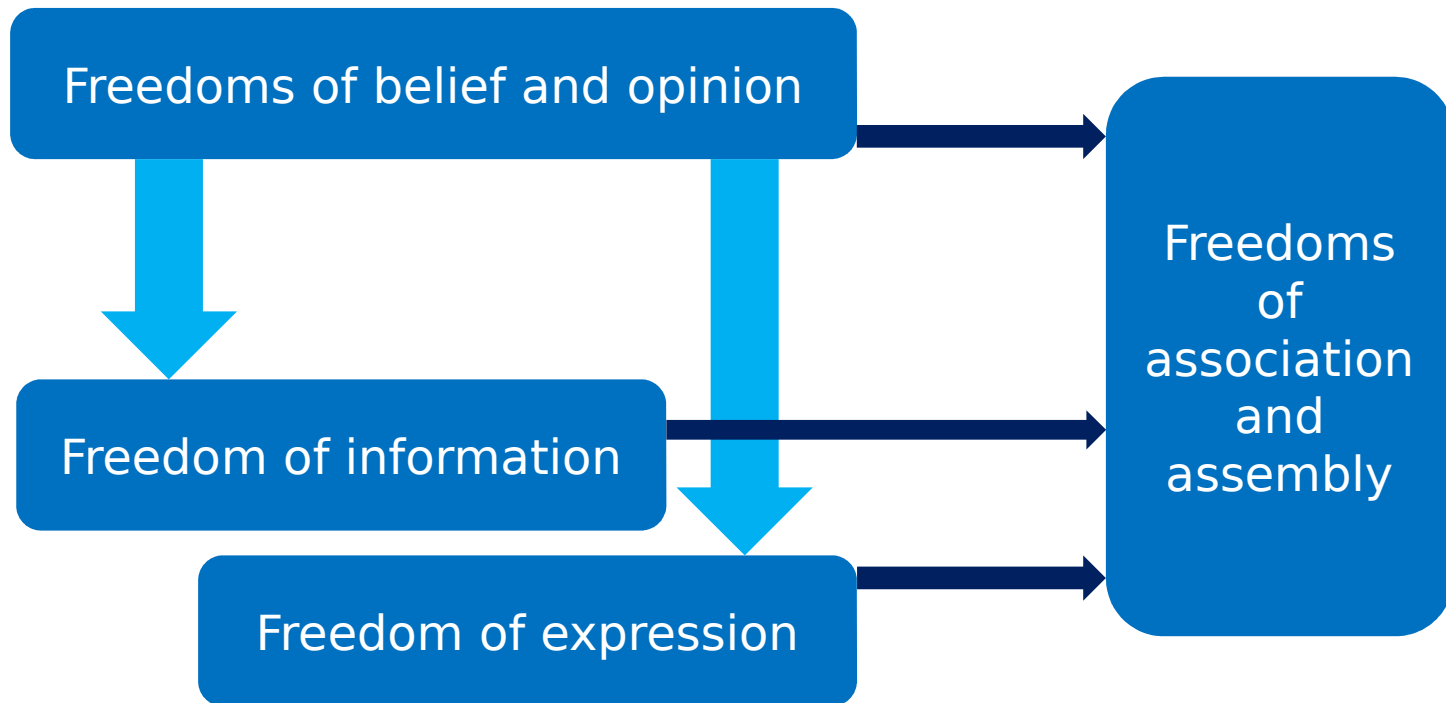 Freedoms of belief and opinion
Freedoms
of
association
and
assembly
Freedom of information
Freedom of expression